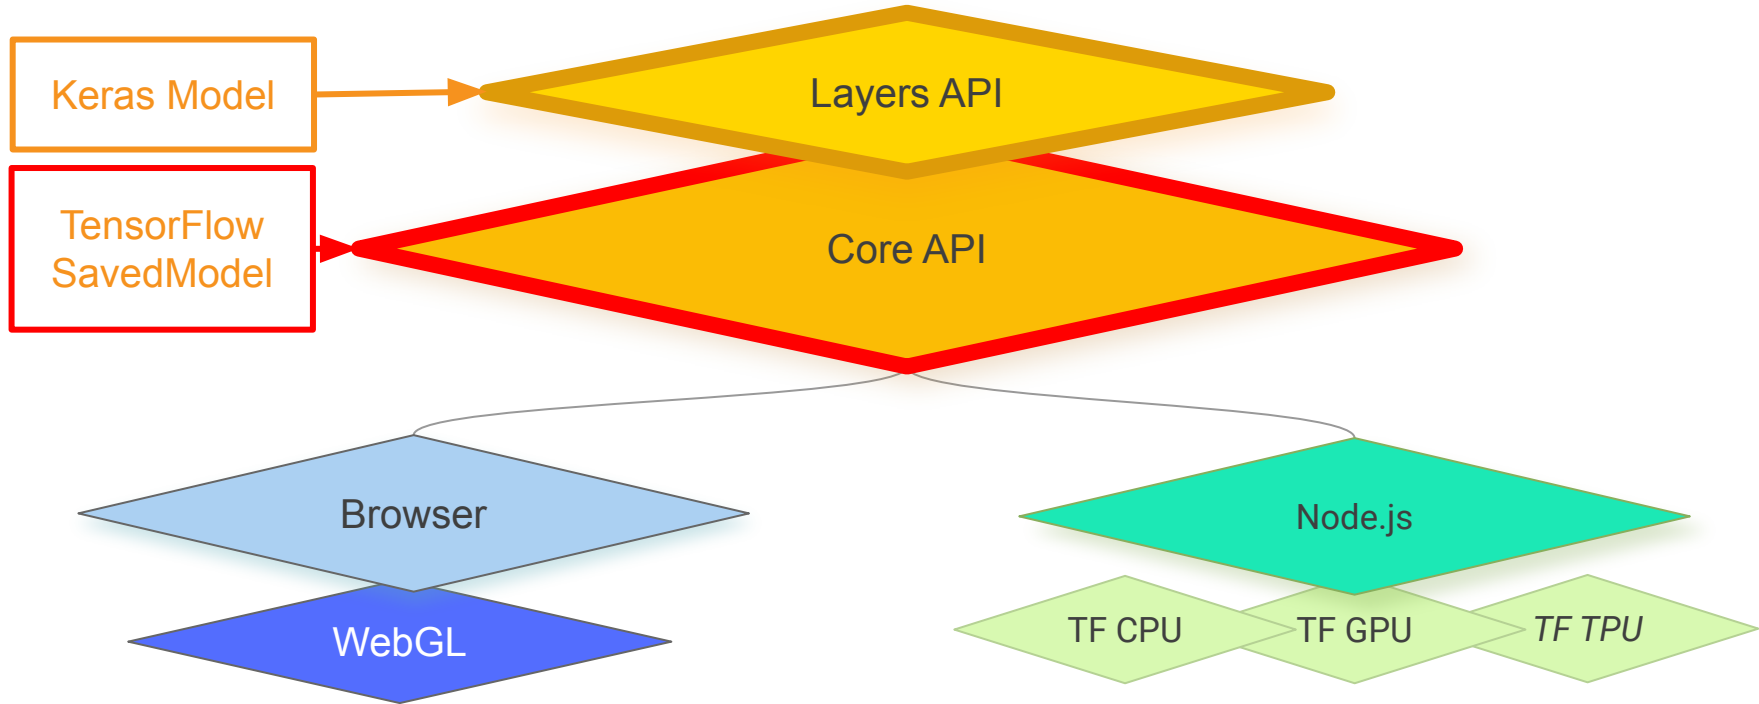 Keras Model
Layers API
TensorFlow
SavedModel
Core API
Browser
Node.js
WebGL
TF CPU
TF GPU
TF TPU